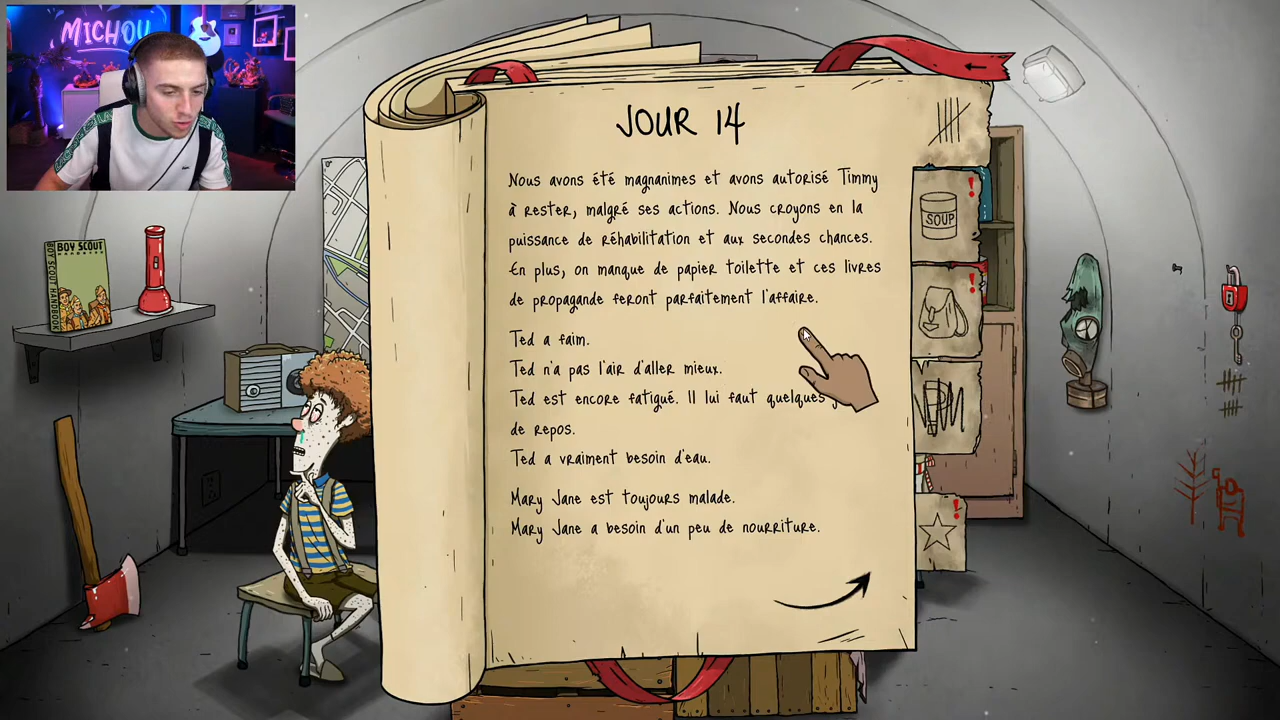 MICHOU
JOUR 14
Nous avons été magnanimes et avons autorisé Timmy
à rester, malgré ses actions. Nous croyons en la
puissance de réhabilitation et aux secondes chances.
En plus, on manque de papier toilette et ces livres
de propagande feront parfaitement l'affaire.
Ted a faim.
Ted n'a pas l'air d'aller mieux.
Ted est encore fatigué. Il lui faut quelques
de repos.
Ted a vraiment besoin d'eau.
Mary Jane est toujours malade.
Mary Jane a besoin d'un peu de nourriture.
SOUP
!
!
!
BOY SCOUT
BOY SCOUT HANDBOOK